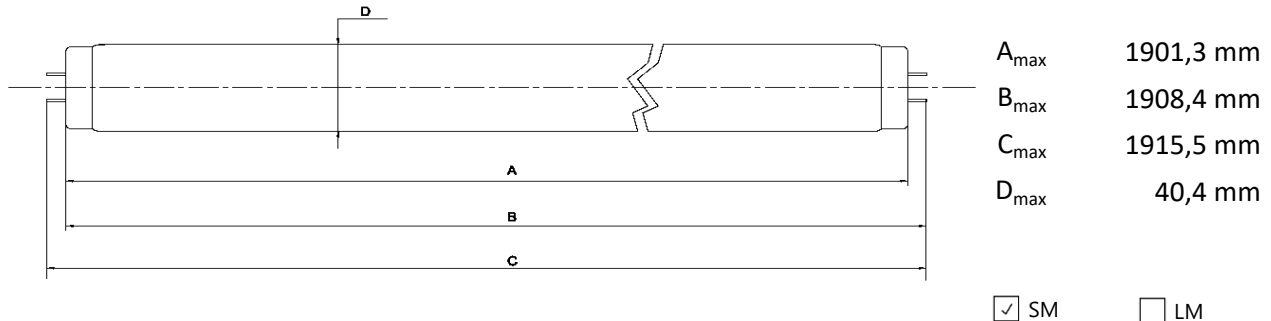 D
A
B
C
Amax 1901,3 mm
Bmax 1908,4 mm
Cmax 1915,5 mm
Dmax 40,4 mm
SM LM